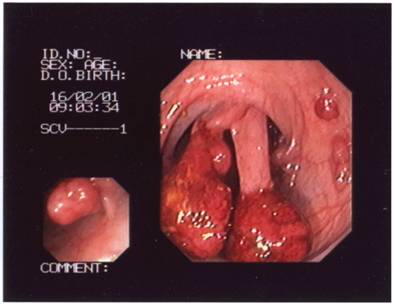 ID.NO:_
NAME:
SEX: AGE:
D.O.BIRTH:
16/02/01
09:03:34
SCV------1
COMMENT: